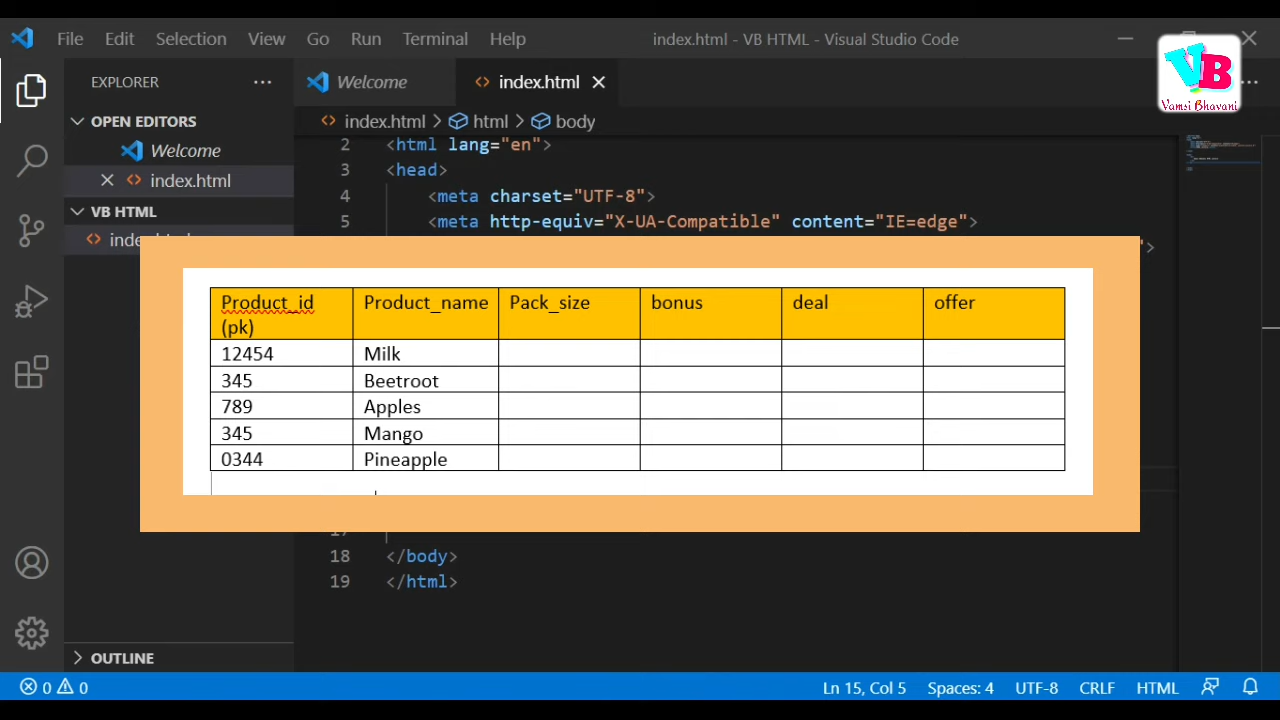 File Edit Selection View Go Run Terminal Help index.html - VB HTML - Visual Studio Code
VB
Vamsi Bhavani
EXPLORER
Welcome index.html
OPEN EDITORS
Welcome
index.html
VB HTML
index.html > html > body
2 <html lang="en">
3 <head>
4 <meta charset="UTF-8">
5 <meta http-equiv="X-UA-Compatible" content="IE=edge">
">
Product_id (pk) Product_name Pack_size bonus deal offer
12454 Milk
345 Beetroot
789 Apples
345 Mango
0344 Pineapple
17
18 </body>
19 </html>
OUTLINE
0 0 Ln 15, Col 5 Spaces: 4 UTF-8 CRLF HTML